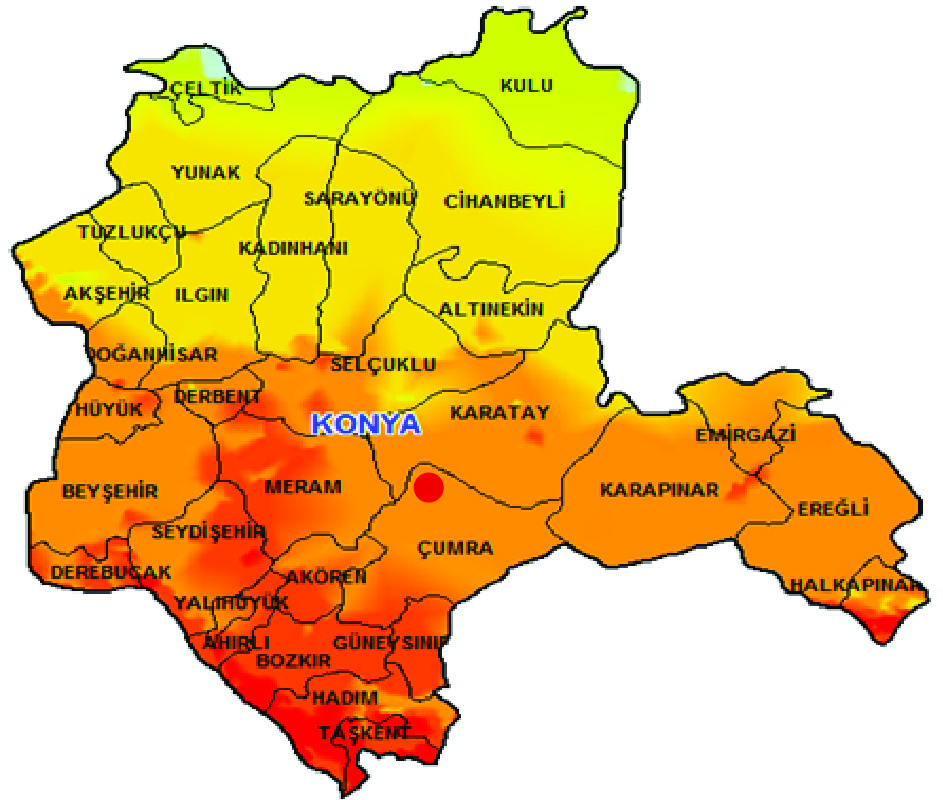 KULU
ÇELTİK
YUNAK
SARAYÖNÜ
CİHANBEYLİ
TUZLUKÇU
KADINHANI
AKŞEHİR
ILGIN
ALTINEKİN
DOĞANHİSAR
SELÇUKLU
DERBENT
HÜYÜK
KONYA
KARATAY
EMİRGAZİ
BEYŞEHİR
MERAM
KARAPINAR
EREĞLİ
SEYDİŞEHİR
ÇUMRA
DEREBUCAK
AKÖREN
HALKAPINAR
YALIHÜYÜK
AHIRLI
GÜNEYSINIR
BOZKIR
HADIM
TAŞKENT